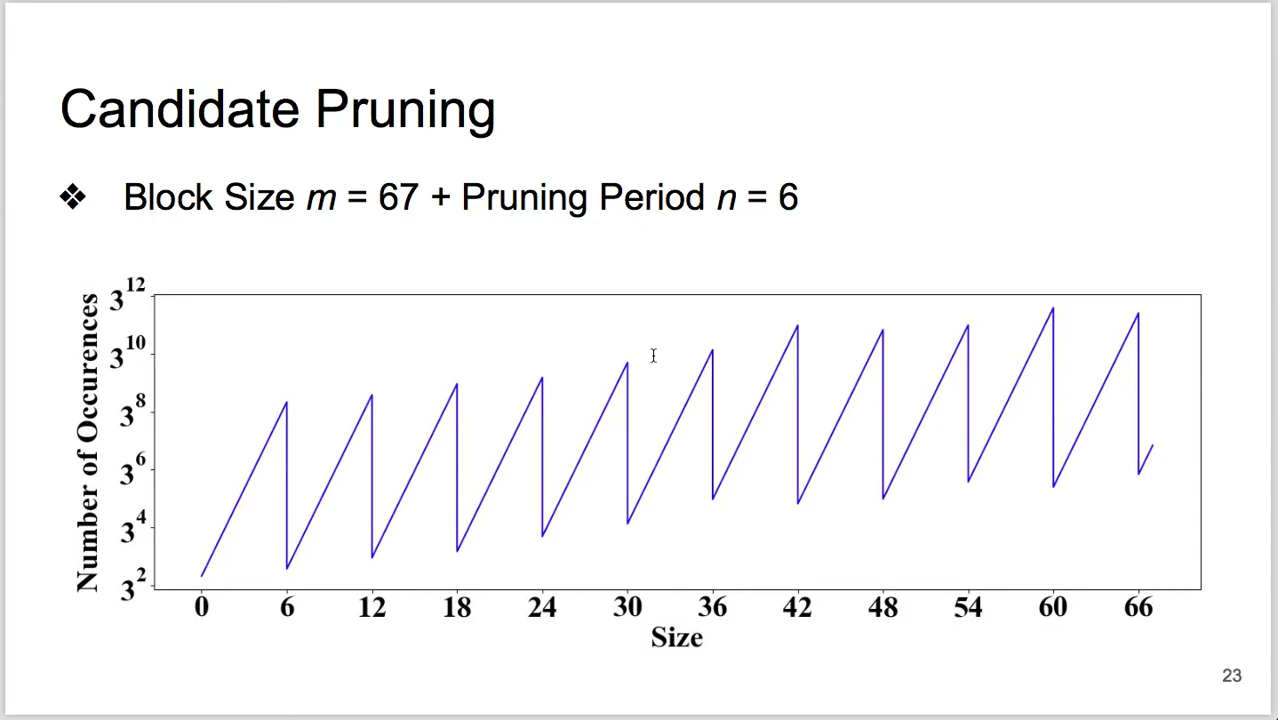 Candidate Pruning
❖ Block Size m = 67 + Pruning Period n = 6
Number of Occurences
3^12
3^10
3^8
3^6
3^4
3^2
0 6 12 18 24 30 36 42 48 54 60 66
Size
23